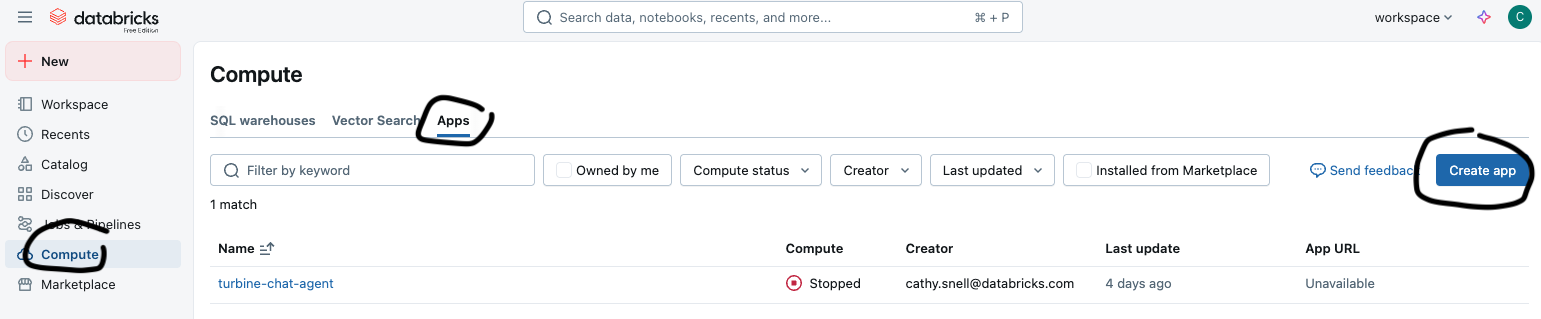 databricks
Free Edition
Search data, notebooks, recents, and more... ⌘ + P
workspace
C
New
Workspace
Recents
Catalog
Discover
Jobs & Pipelines
Compute
Marketplace
Compute
SQL warehouses Vector Search Apps
Filter by keyword Owned by me Compute status Creator Last updated Installed from Marketplace Send feedback Create app
1 match
Name Compute Creator Last update App URL
turbine-chat-agent Stopped cathy.snell@databricks.com 4 days ago Unavailable